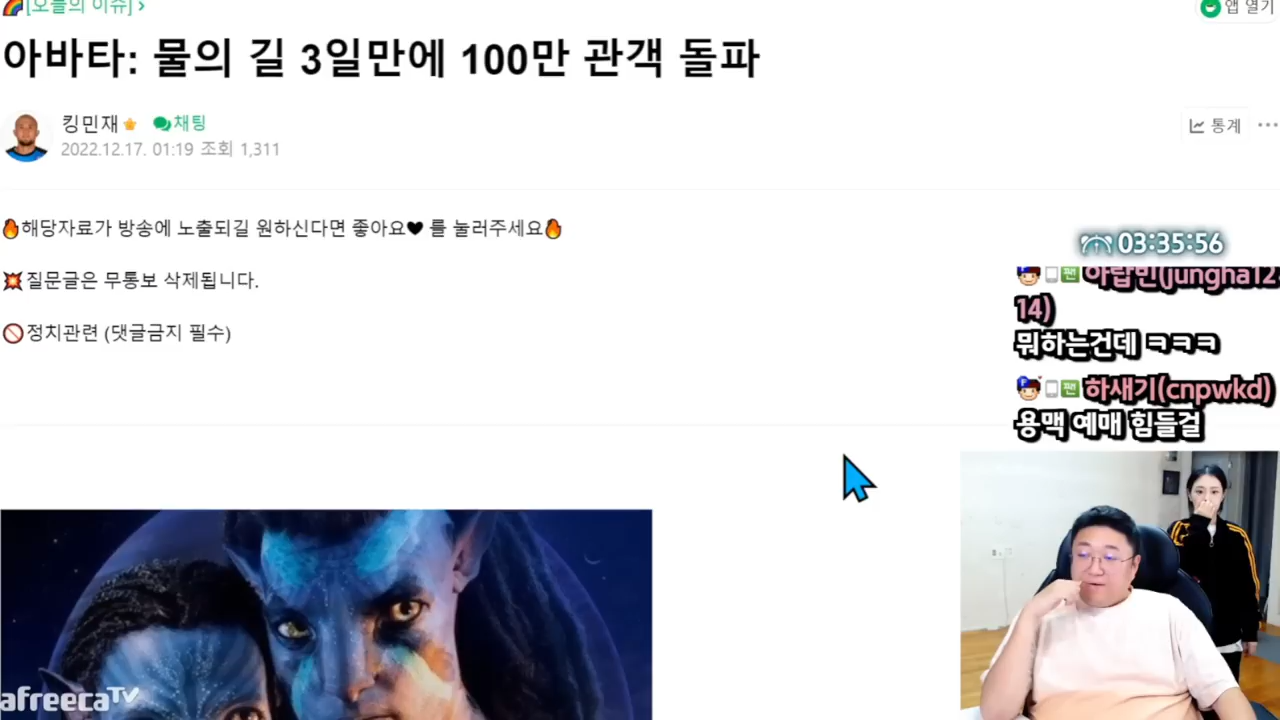 [오늘의 이슈] >
앱 열기
아바타: 물의 길 3일만에 100만 관객 돌파
킹민재 채팅
2022.12.17. 01:19 조회 1,311
통계
해당자료가 방송에 노출되길 원하신다면 좋아요♥ 를 눌러주세요
질문글은 무통보 삭제됩니다.
정치관련 (댓글금지 필수)
03:35:56
팬
14)
뭐하는건데 ㅋㅋㅋ
팬 하새기(cnpwkd)
용맥 예매 힘들걸
afreecaTV